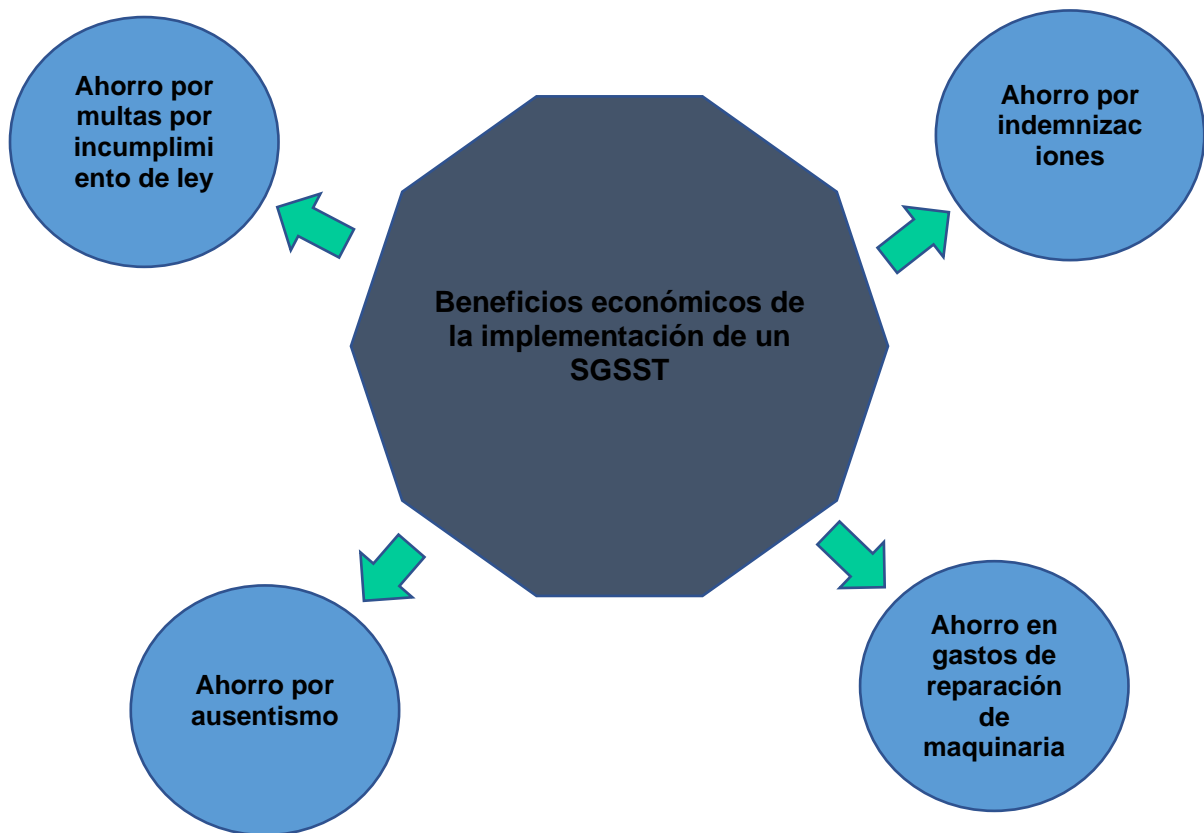 Ahorro por
multas por
incumplimi
ento de ley
Ahorro por
indemnizac
iones
Beneficios económicos de
la implementación de un
SGSST
Ahorro por
ausentismo
Ahorro en
gastos de
reparación
de
maquinaria